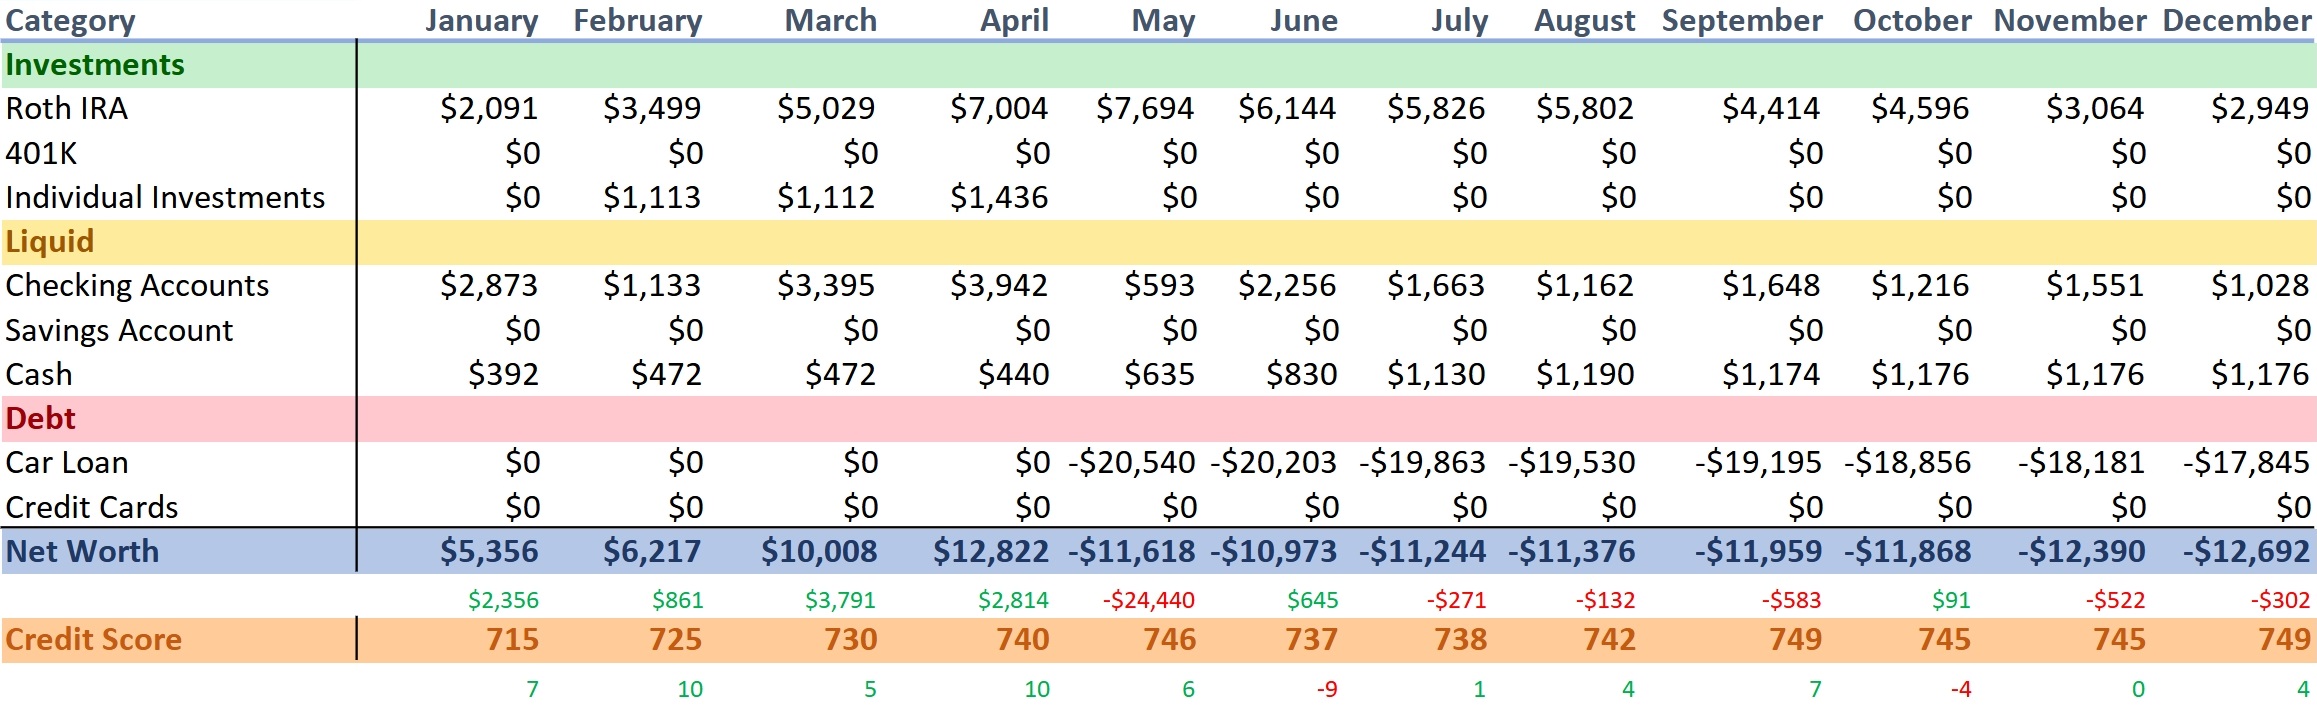 Category January February March April May June July August September October November December
Investments
Roth IRA $2,091 $3,499 $5,029 $7,004 $7,694 $6,144 $5,826 $5,802 $4,414 $4,596 $3,064 $2,949
401K $0 $0 $0 $0 $0 $0 $0 $0 $0 $0 $0 $0
Individual Investments $0 $1,113 $1,112 $1,436 $0 $0 $0 $0 $0 $0 $0 $0
Liquid
Checking Accounts $2,873 $1,133 $3,395 $3,942 $593 $2,256 $1,663 $1,162 $1,648 $1,216 $1,551 $1,028
Savings Account $0 $0 $0 $0 $0 $0 $0 $0 $0 $0 $0 $0
Cash $392 $472 $472 $440 $635 $830 $1,130 $1,190 $1,174 $1,176 $1,176 $1,176
Debt
Car Loan $0 $0 $0 $0 -$20,540 -$20,203 -$19,863 -$19,530 -$19,195 -$18,856 -$18,181 -$17,845
Credit Cards $0 $0 $0 $0 $0 $0 $0 $0 $0 $0 $0 $0
Net Worth $5,356 $6,217 $10,008 $12,822 -$11,618 -$10,973 -$11,244 -$11,376 -$11,959 -$11,868 -$12,390 -$12,692
$2,356 $861 $3,791 $2,814 -$24,440 $645 -$271 -$132 -$583 $91 -$522 -$302
Credit Score 715 725 730 740 746 737 738 742 749 745 745 749
7 10 5 10 6 -9 1 4 7 -4 0 4